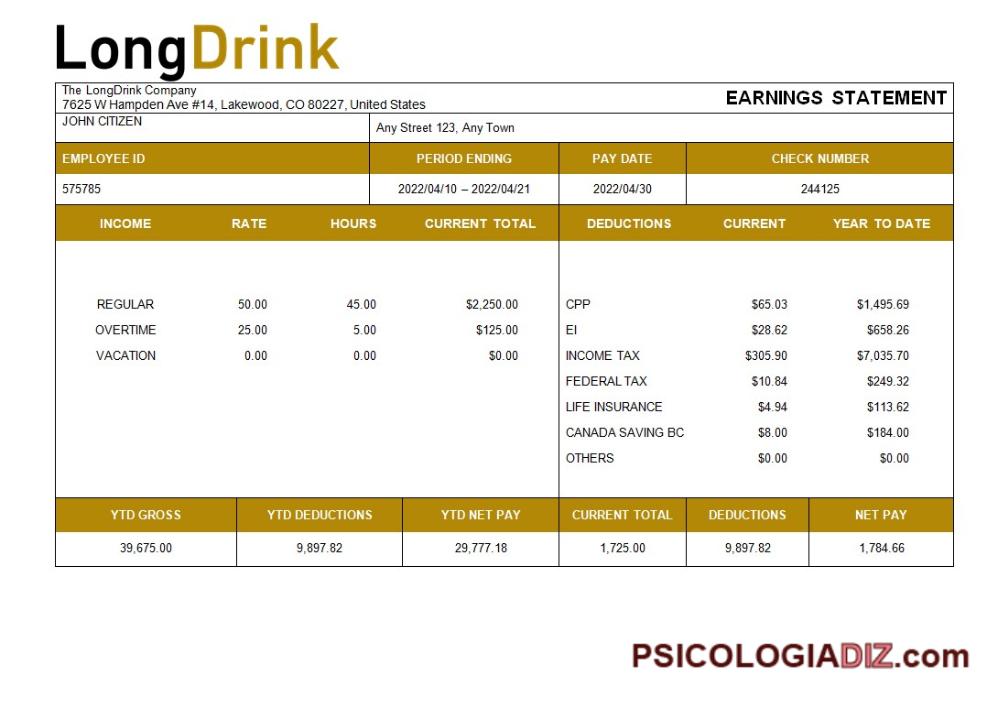 LongDrink
The LongDrink Company
7625 W Hampden Ave #14, Lakewood, CO 80227, United States
EARNINGS STATEMENT
JOHN CITIZEN
Any Street 123, Any Town
EMPLOYEE ID PERIOD ENDING PAY DATE CHECK NUMBER
575785 2022/04/10 – 2022/04/21 2022/04/30 244125
INCOME RATE HOURS CURRENT TOTAL DEDUCTIONS CURRENT YEAR TO DATE
REGULAR 50.00 45.00 $2,250.00 CPP $65.03 $1,495.69
OVERTIME 25.00 5.00 $125.00 EI $28.62 $658.26
VACATION 0.00 0.00 $0.00 INCOME TAX $305.90 $7,035.70
FEDERAL TAX $10.84 $249.32
LIFE INSURANCE $4.94 $113.62
CANADA SAVING BC $8.00 $184.00
OTHERS $0.00 $0.00
YTD GROSS YTD DEDUCTIONS YTD NET PAY CURRENT TOTAL DEDUCTIONS NET PAY
39,675.00 9,897.82 29,777.18 1,725.00 9,897.82 1,784.66
PSICOLOGIADIZ.com